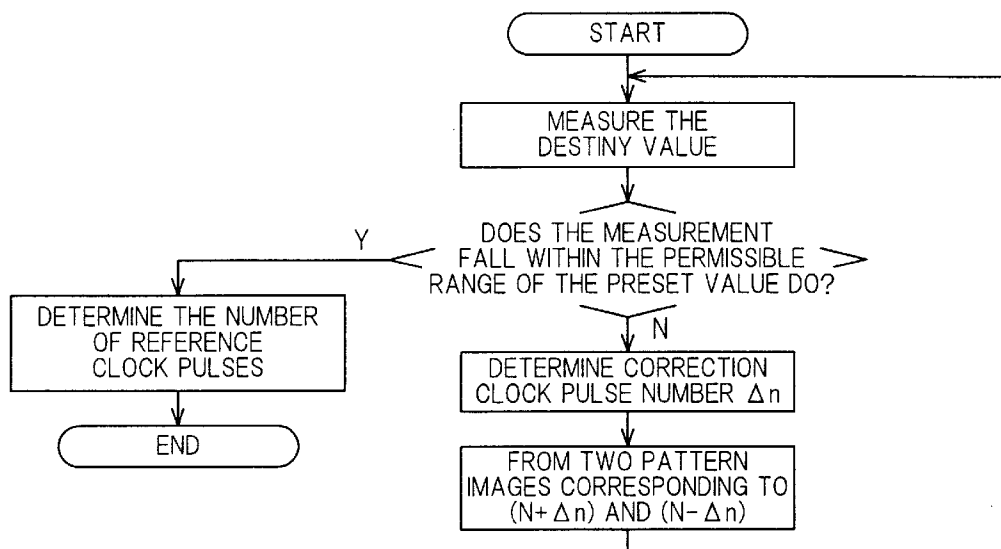 START
MEASURE THE
DESTINY VALUE
DOES THE MEASUREMENT
FALL WITHIN THE PERMISSIBLE
RANGE OF THE PRESET VALUE DO?
Y
N
DETERMINE THE NUMBER
OF REFERENCE
CLOCK PULSES
END
DETERMINE CORRECTION
CLOCK PULSE NUMBER Δn
FROM TWO PATTERN
IMAGES CORRESPONDING TO
(N+Δn) AND (N-Δn)